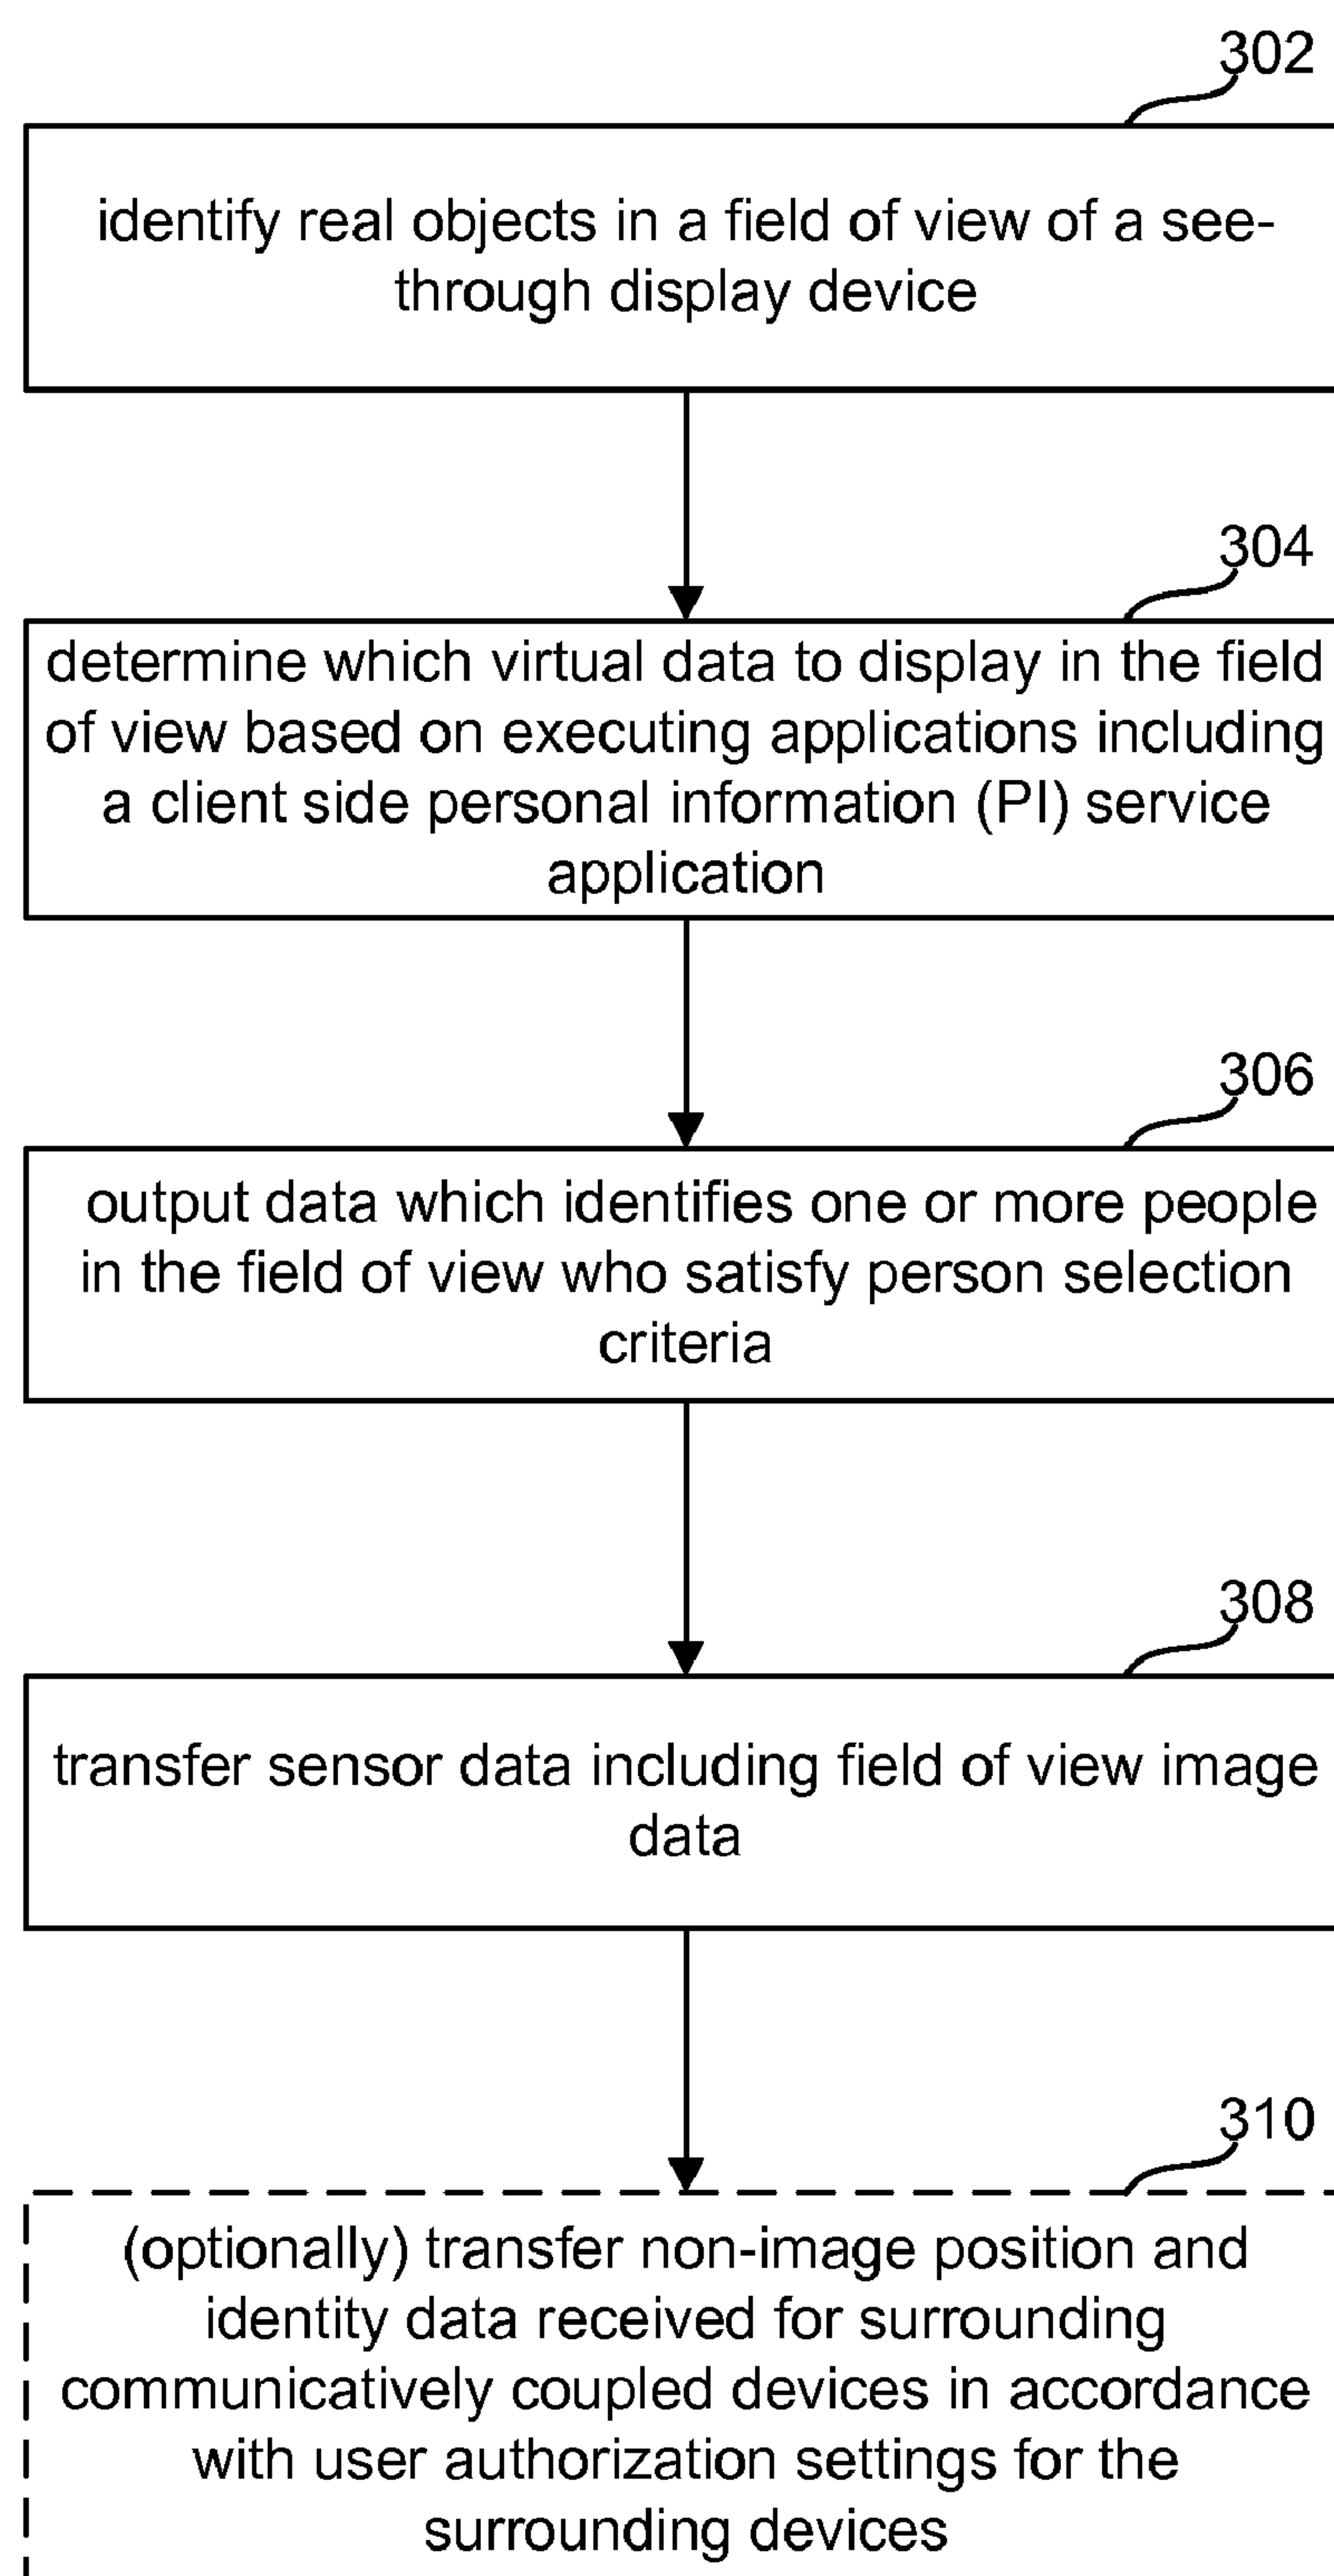 302
identify real objects in a field of view of a see-
through display device
304
determine which virtual data to display in the field
of view based on executing applications including
a client side personal information (PI) service
application
306
output data which identifies one or more people
in the field of view who satisfy person selection
criteria
308
transfer sensor data including field of view image
data
310
(optionally) transfer non-image position and
identity data received for surrounding
communicatively coupled devices in accordance
with user authorization settings for the
surrounding devices